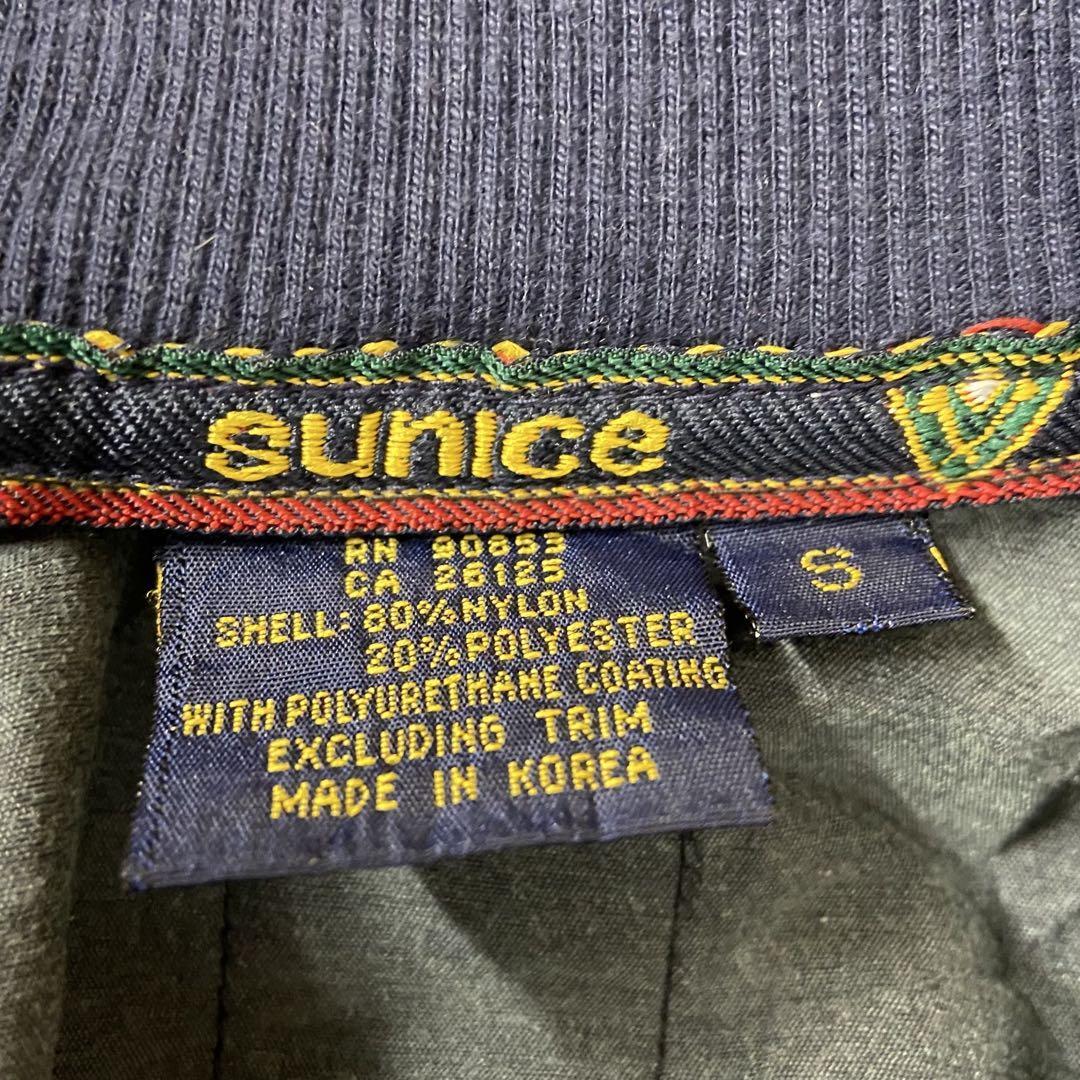 sunice
RN 90853
CA 26125
SHELL: 80% NYLON
20% POLYESTER
WITH POLYURETHANE COATING
EXCLUDING TRIM
MADE IN KOREA
S